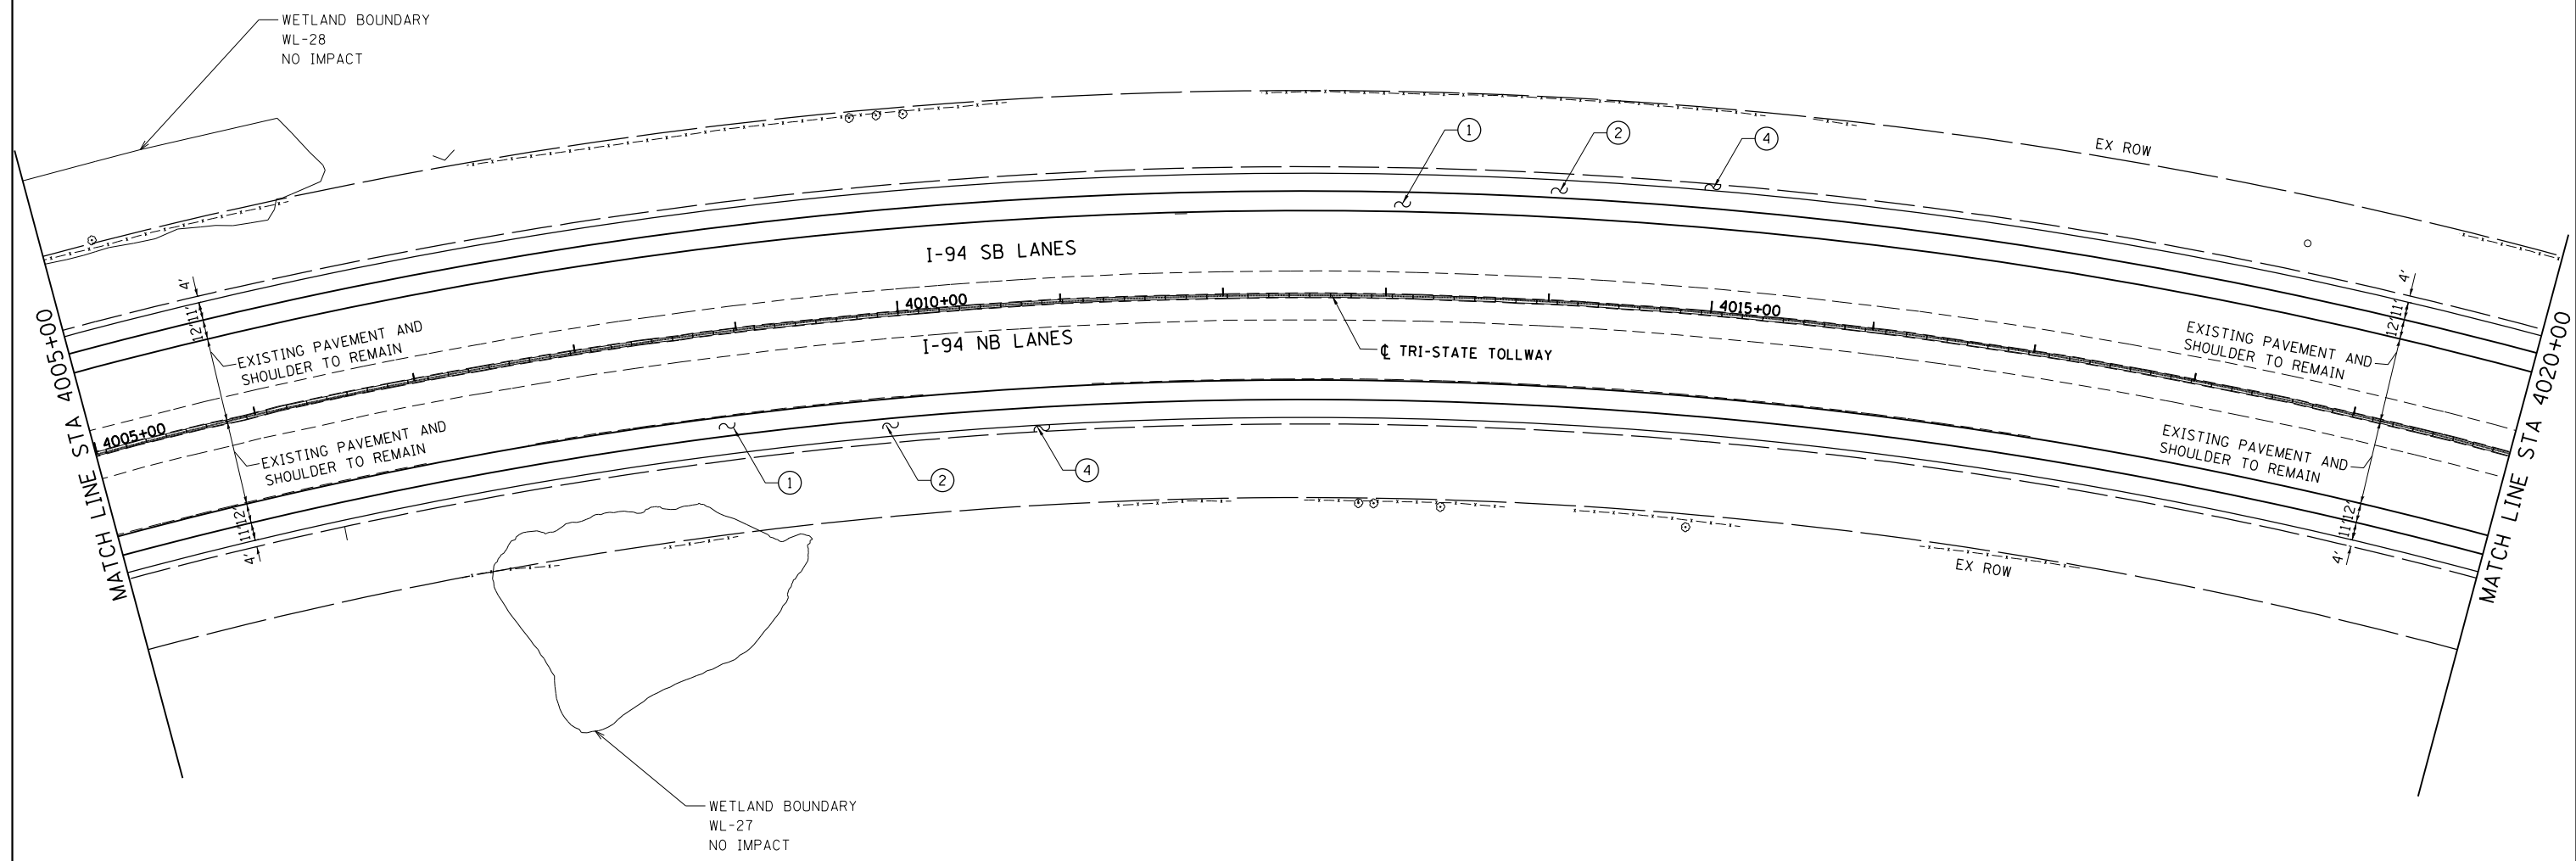 WETLAND BOUNDARY
WL-28
NO IMPACT
1
2
4
EX ROW
I-94 SB LANES
4010+00
4015+00
4'
11'
12'
EXISTING PAVEMENT AND
SHOULDER TO REMAIN
4'
11'
12'
EXISTING PAVEMENT AND
SHOULDER TO REMAIN
I-94 NB LANES
℄ TRI-STATE TOLLWAY
MATCH LINE STA 4005+00
4005+00
EXISTING PAVEMENT AND
SHOULDER TO REMAIN
12'
11'
4'
EXISTING PAVEMENT AND
SHOULDER TO REMAIN
12'
11'
4'
MATCH LINE STA 4020+00
1
2
4
EX ROW
WETLAND BOUNDARY
WL-27
NO IMPACT